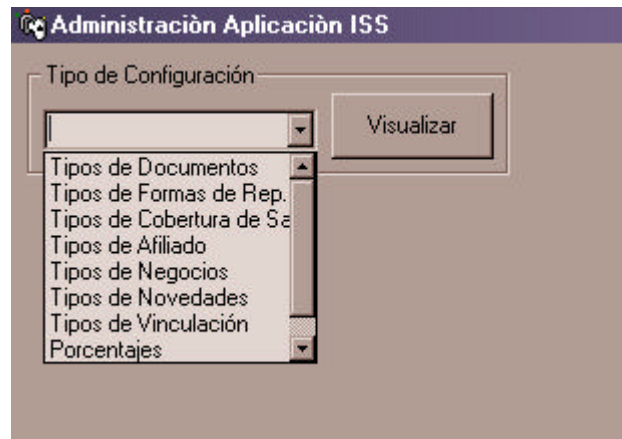 Administraciòn Aplicaciòn ISS
Tipo de Configuración
Visualizar
Tipos de Documentos
Tipos de Formas de Rep.
Tipos de Cobertura de Sa
Tipos de Afiliado
Tipos de Negocios
Tipos de Novedades
Tipos de Vinculación
Porcentajes